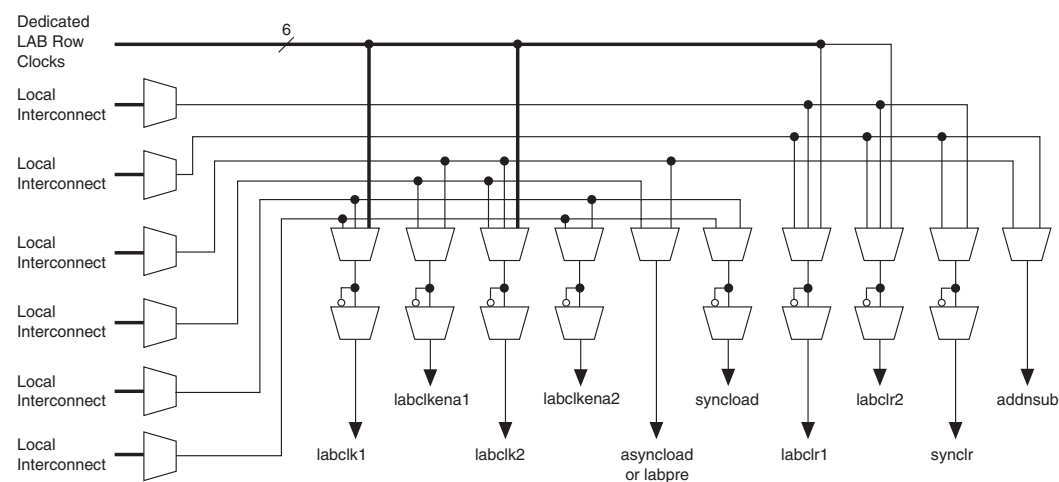 Dedicated
LAB Row
Clocks
6
Local
Interconnect
Local
Interconnect
Local
Interconnect
Local
Interconnect
Local
Interconnect
Local
Interconnect
labclkena1
labclkena2
syncload
labclr2
addnsub
labclk1
labclk2
asyncload
or labpre
labclr1
synclr